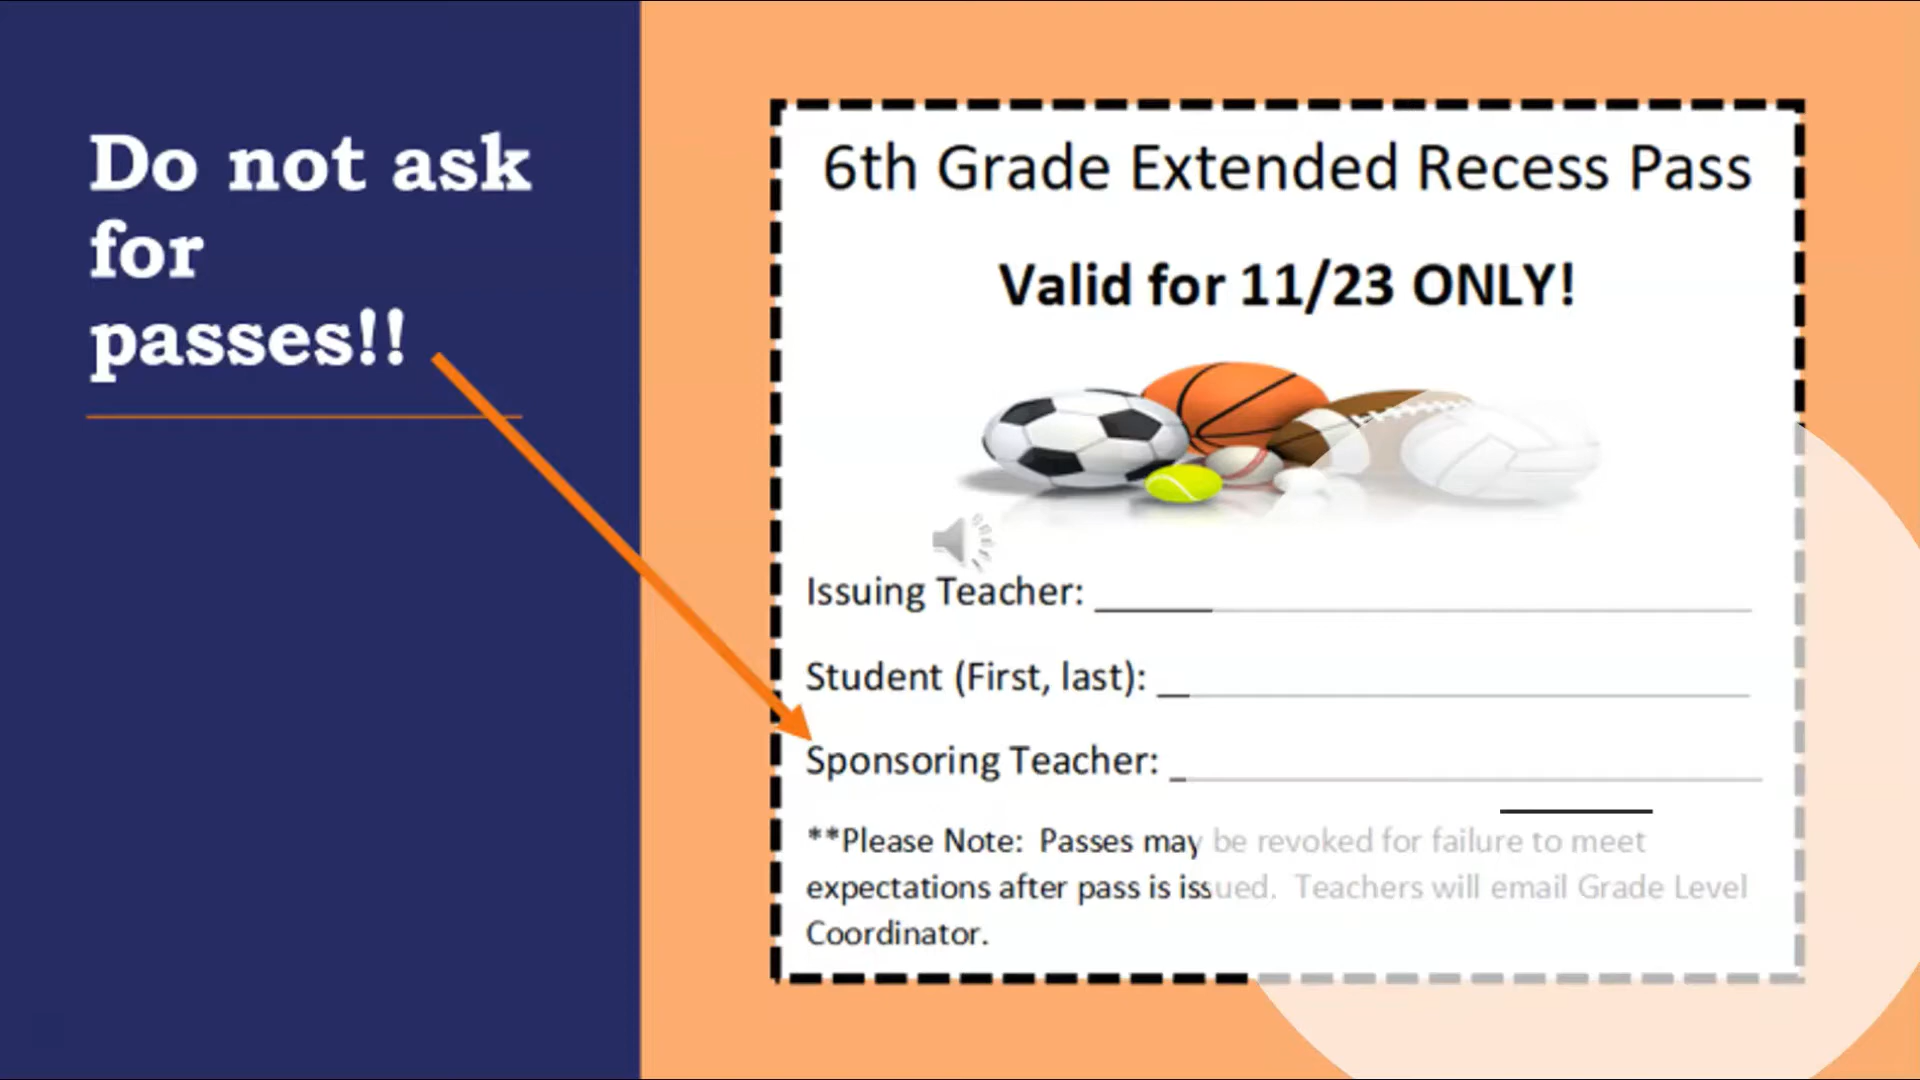 Do not ask
for
passes!!
6th Grade Extended Recess Pass
Valid for 11/23 ONLY!
Issuing Teacher:
Student (First, last):
Sponsoring Teacher:
**Please Note: Passes may be revoked for failure to meet
expectations after pass is issued. Teachers will email Grade Level
Coordinator.